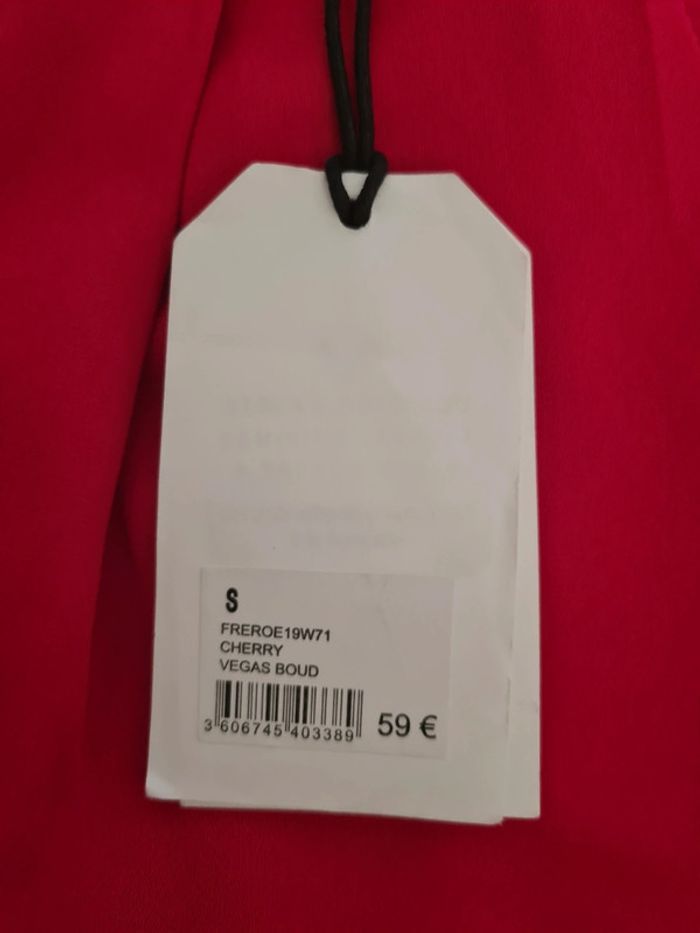 S
FREROE19W71
CHERRY
VEGAS BOUD
3 606745 403389
59 €